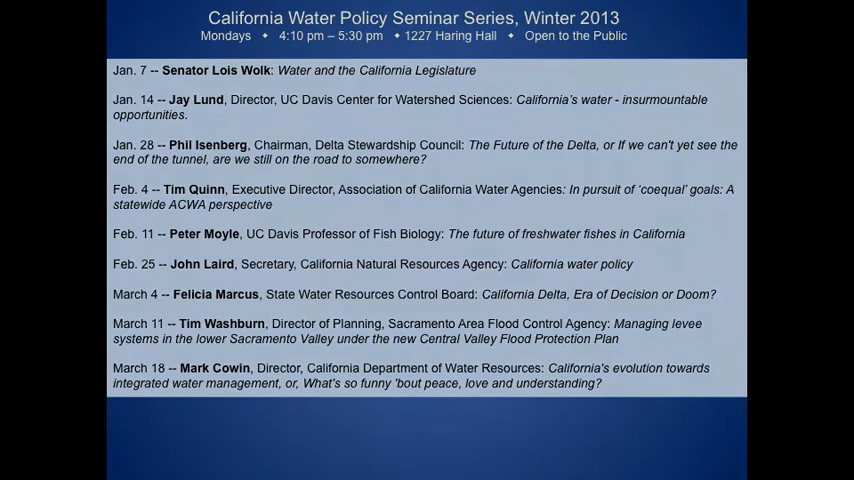 California Water Policy Seminar Series, Winter 2013
Mondays ◆ 4:10 pm – 5:30 pm ◆ 1227 Haring Hall ◆ Open to the Public
Jan. 7 -- Senator Lois Wolk: Water and the California Legislature
Jan. 14 -- Jay Lund, Director, UC Davis Center for Watershed Sciences: California's water - insurmountable
opportunities.
Jan. 28 -- Phil Isenberg, Chairman, Delta Stewardship Council: The Future of the Delta, or If we can't yet see the
end of the tunnel, are we still on the road to somewhere?
Feb. 4 -- Tim Quinn, Executive Director, Association of California Water Agencies: In pursuit of 'coequal' goals: A
statewide ACWA perspective
Feb. 11 -- Peter Moyle, UC Davis Professor of Fish Biology: The future of freshwater fishes in California
Feb. 25 -- John Laird, Secretary, California Natural Resources Agency: California water policy
March 4 -- Felicia Marcus, State Water Resources Control Board: California Delta, Era of Decision or Doom?
March 11 -- Tim Washburn, Director of Planning, Sacramento Area Flood Control Agency: Managing levee
systems in the lower Sacramento Valley under the new Central Valley Flood Protection Plan
March 18 -- Mark Cowin, Director, California Department of Water Resources: California's evolution towards
integrated water management, or, What's so funny 'bout peace, love and understanding?